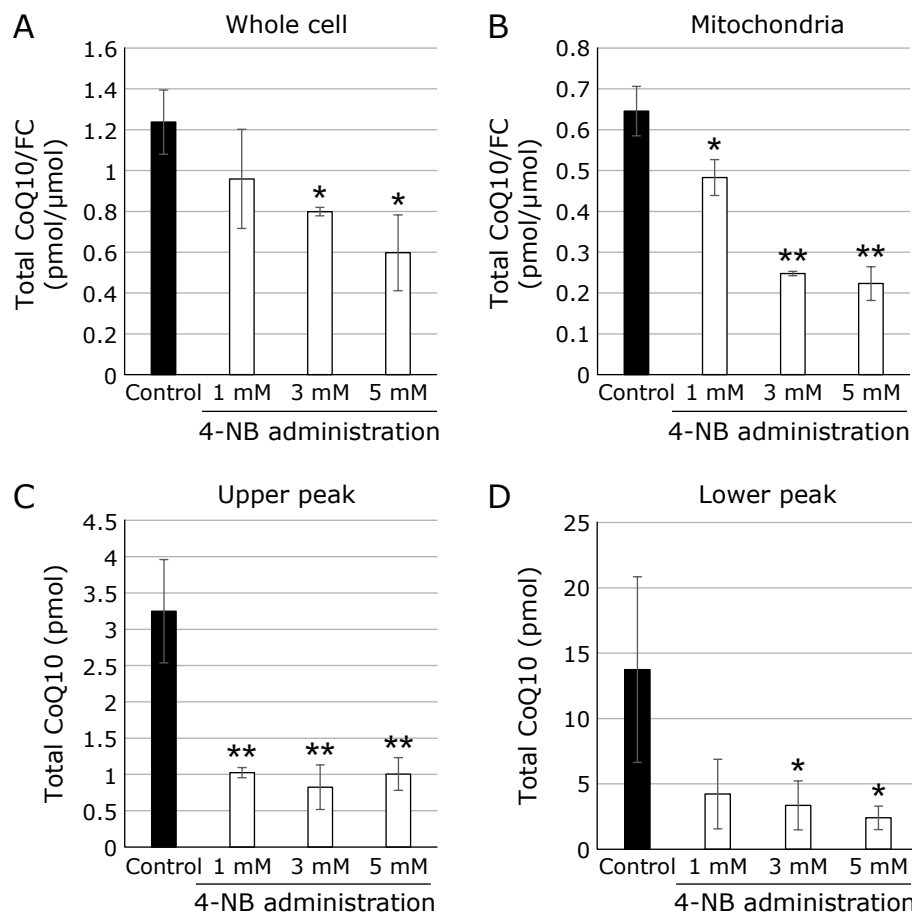 A Whole cell
Total CoQ10/FC
(pmol/μmol)
1.6
1.4
1.2
1
0.8
0.6
0.4
0.2
0
*
*
Control 1 mM 3 mM 5 mM
4-NB administration
B Mitochondria
Total CoQ10/FC
(pmol/μmol)
0.8
0.7
0.6
0.5
0.4
0.3
0.2
0.1
0
*
**
**
Control 1 mM 3 mM 5 mM
4-NB administration
C Upper peak
Total CoQ10 (pmol)
4.5
4
3.5
3
2.5
2
1.5
1
0.5
0
**
**
**
Control 1 mM 3 mM 5 mM
4-NB administration
D Lower peak
Total CoQ10 (pmol)
25
20
15
10
5
0
*
*
Control 1 mM 3 mM 5 mM
4-NB administration